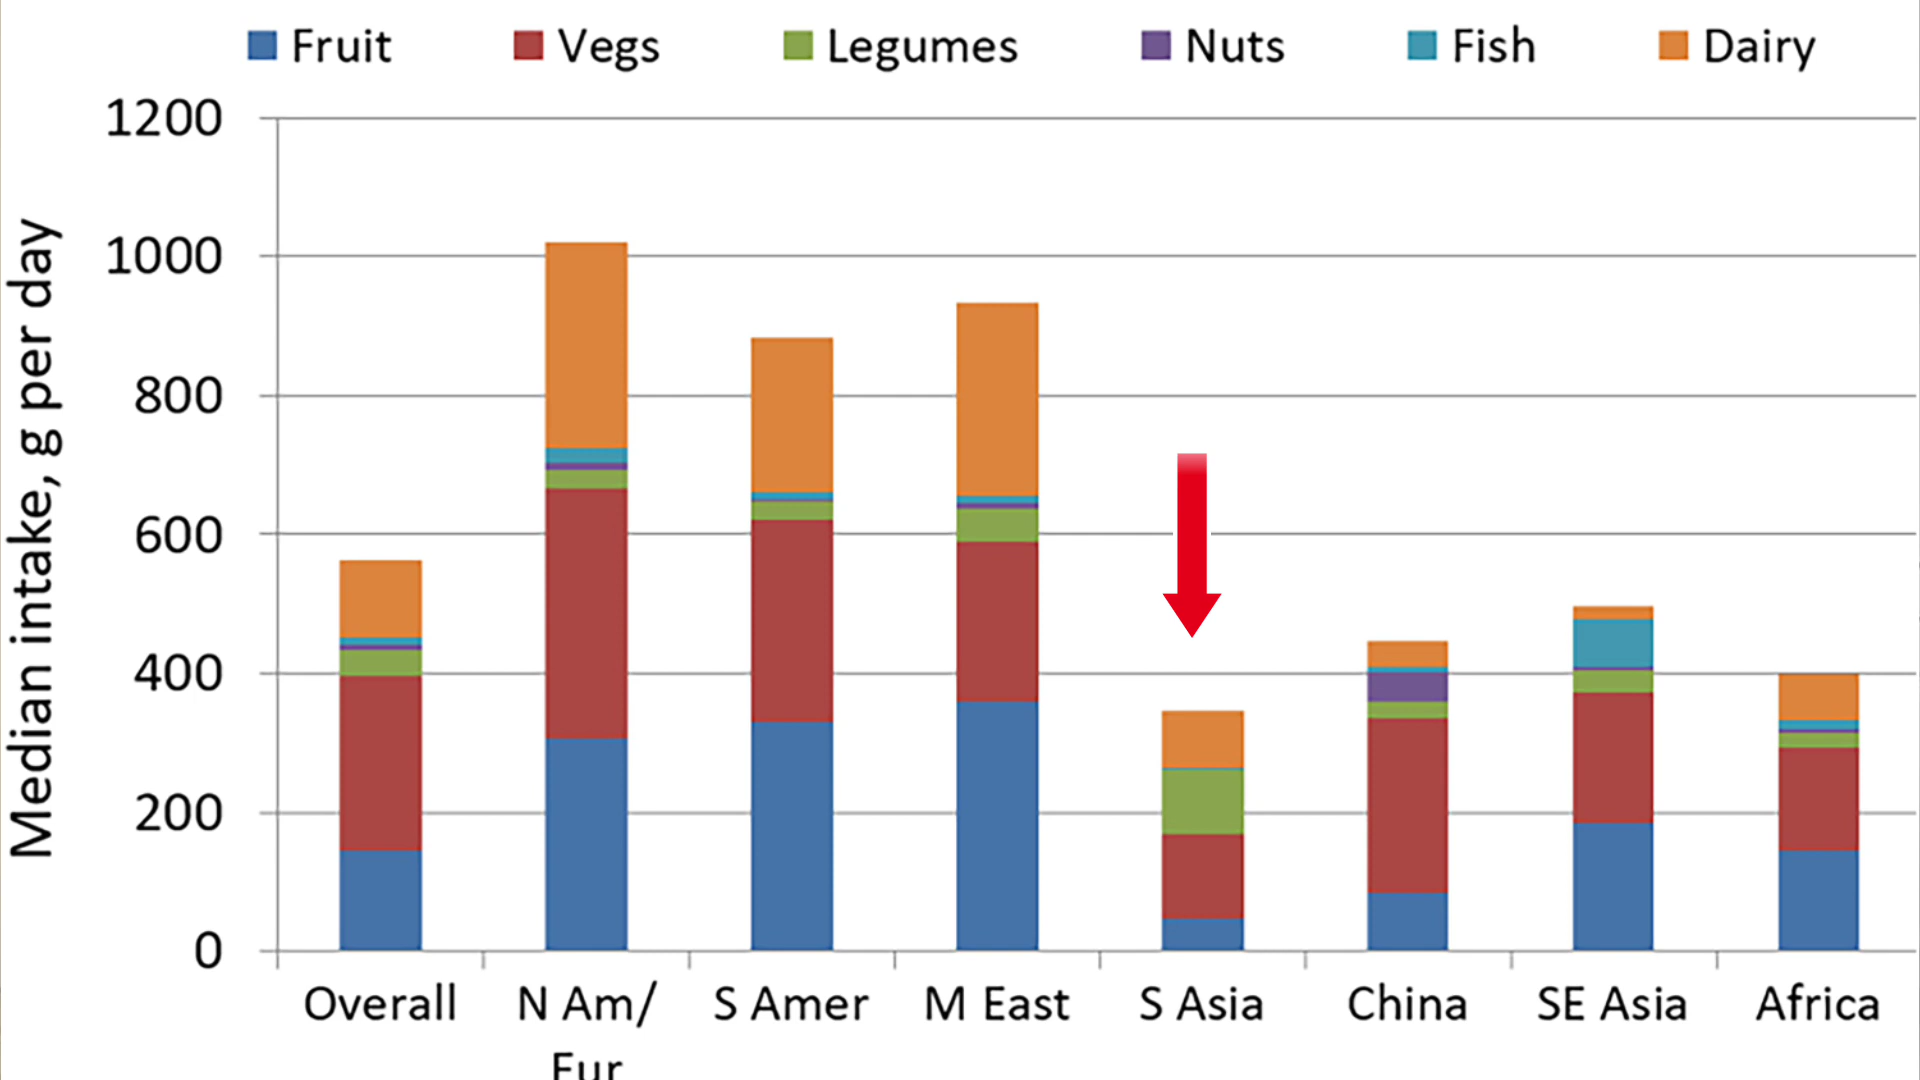 Fruit Vegs Legumes Nuts Fish Dairy
Median intake, g per day
1200
1000
800
600
400
200
0
Overall N Am/ S Amer M East S Asia China SE Asia Africa
Eur